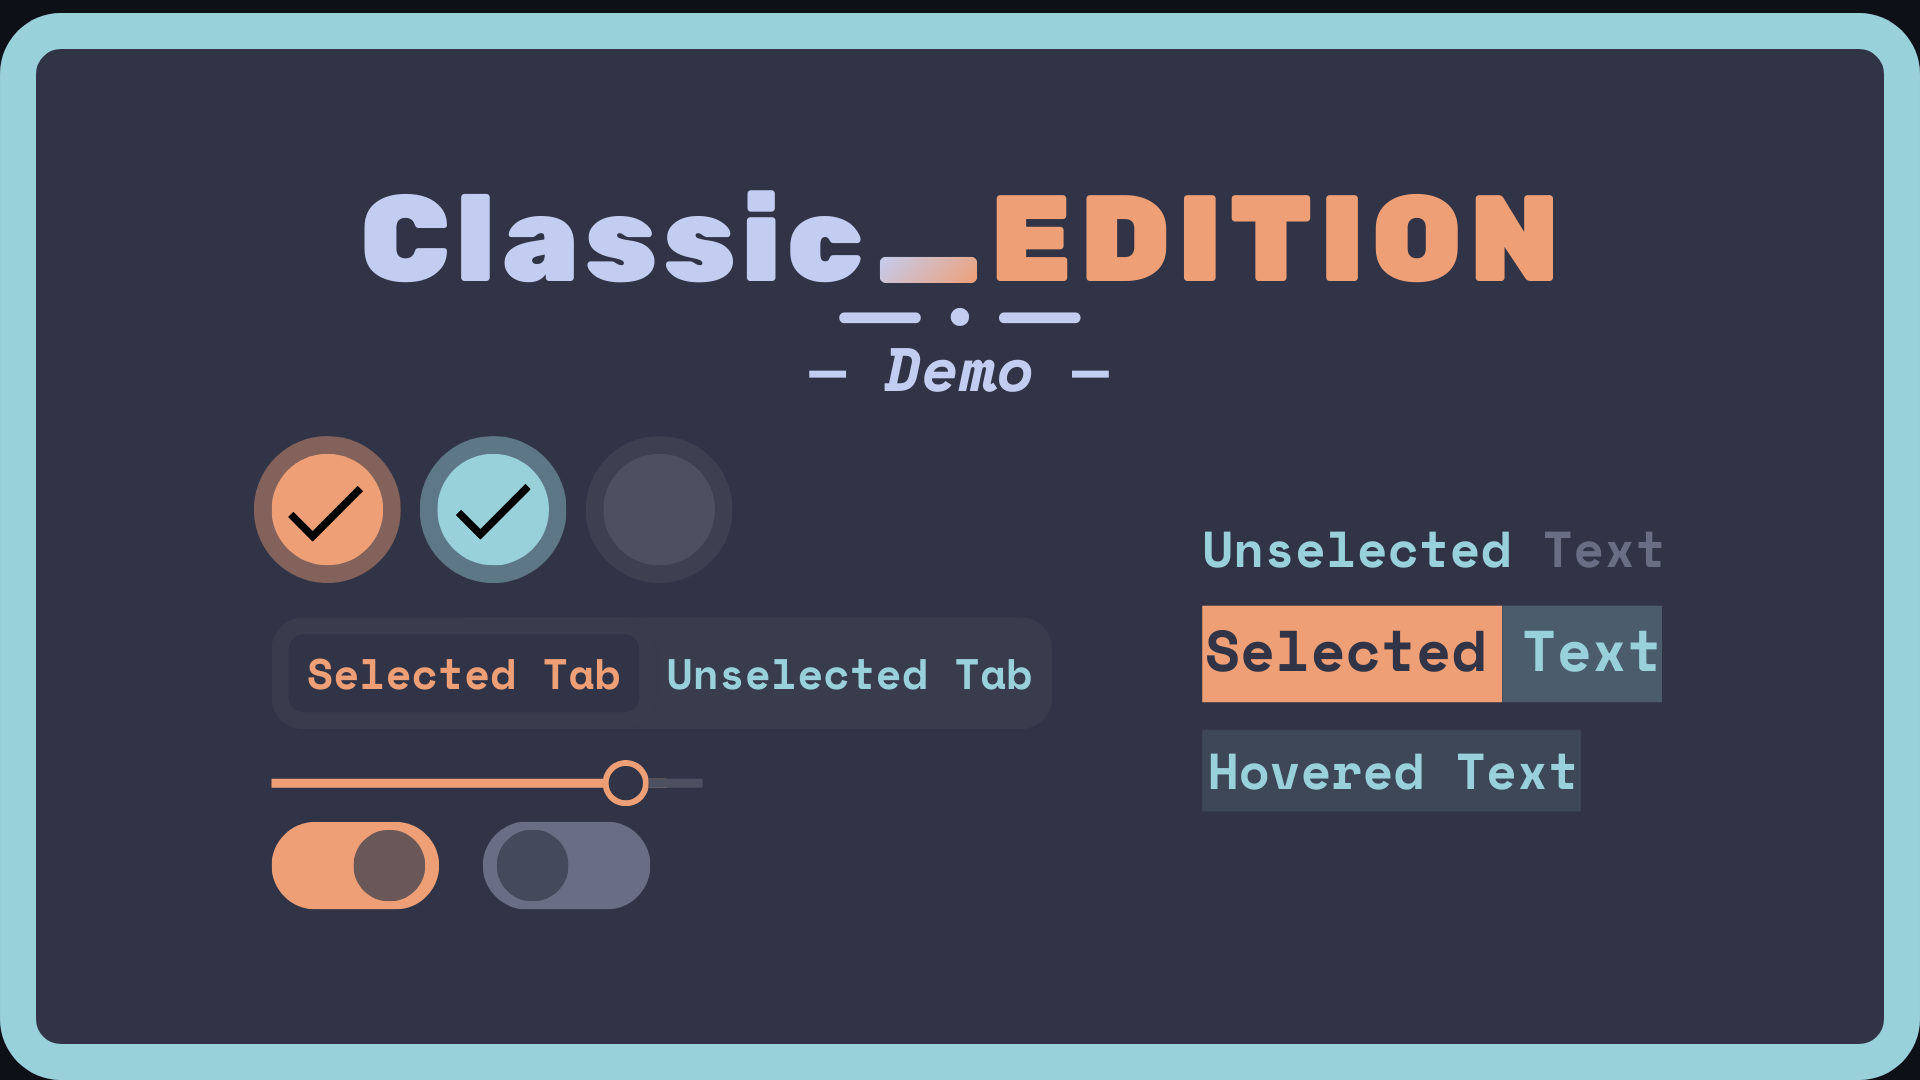 Classic_EDITION
— Demo —
Unselected Text
Selected Text
Selected Tab Unselected Tab
Hovered Text